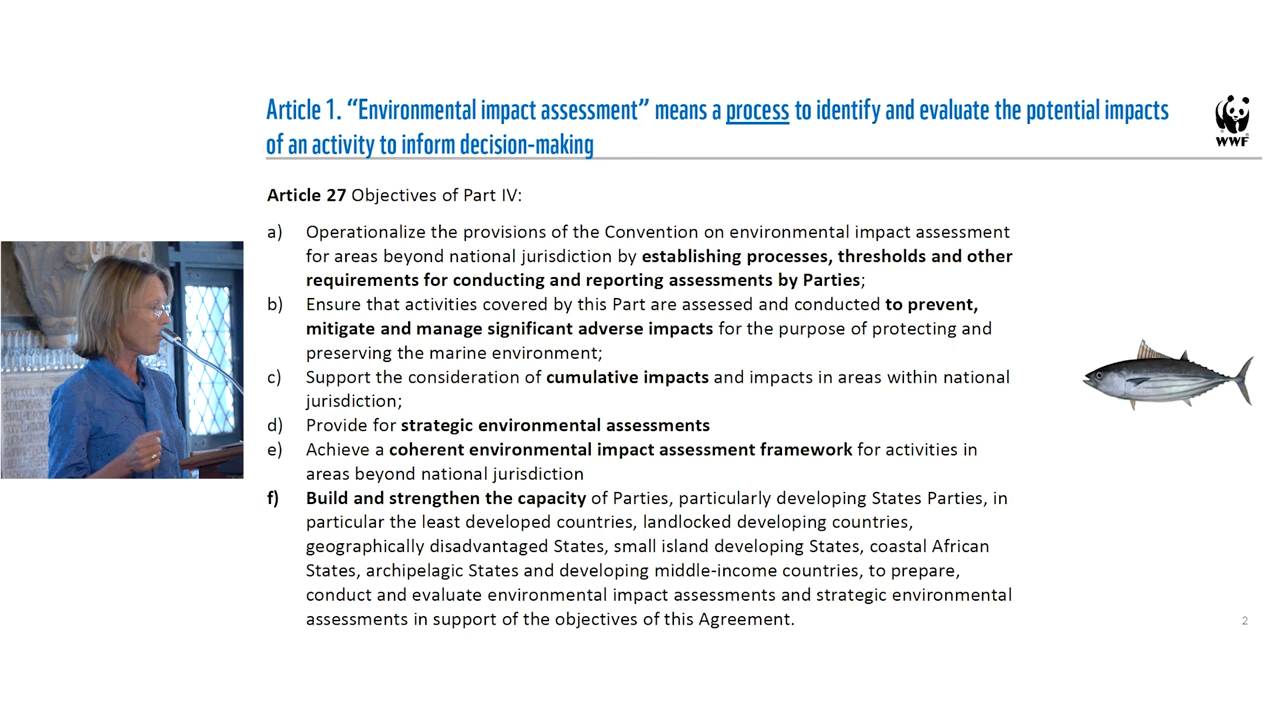 Article 1. “Environmental impact assessment” means a process to identify and evaluate the potential impacts
of an activity to inform decision-making
WWF
Article 27 Objectives of Part IV:
a) Operationalize the provisions of the Convention on environmental impact assessment
for areas beyond national jurisdiction by establishing processes, thresholds and other
requirements for conducting and reporting assessments by Parties;
b) Ensure that activities covered by this Part are assessed and conducted to prevent,
mitigate and manage significant adverse impacts for the purpose of protecting and
preserving the marine environment;
c) Support the consideration of cumulative impacts and impacts in areas within national
jurisdiction;
d) Provide for strategic environmental assessments
e) Achieve a coherent environmental impact assessment framework for activities in
areas beyond national jurisdiction
f) Build and strengthen the capacity of Parties, particularly developing States Parties, in
particular the least developed countries, landlocked developing countries,
geographically disadvantaged States, small island developing States, coastal African
States, archipelagic States and developing middle-income countries, to prepare,
conduct and evaluate environmental impact assessments and strategic environmental
assessments in support of the objectives of this Agreement.
2